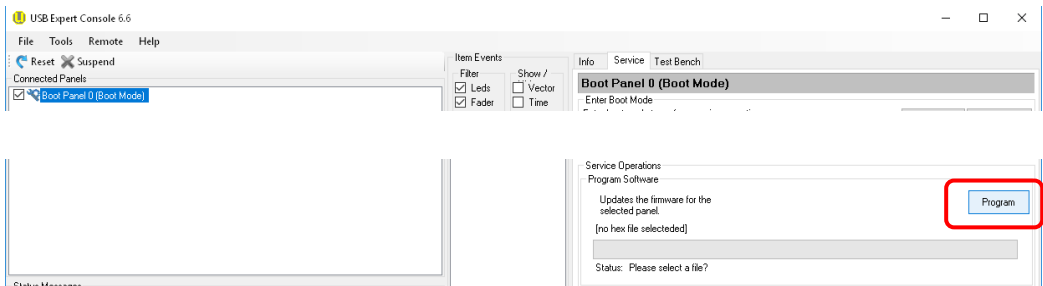 USB Expert Console 6.6
File Tools Remote Help
Reset Suspend
Connected Panels
Boot Panel 0 (Boot Mode)
Item Events
Filter
Leds
Fader
Show /
Vector
Time
Info Service Test Bench
Boot Panel 0 (Boot Mode)
Enter Boot Mode
Service Operations
Program Software
Updates the firmware for the
selected panel.
Program
[no hex file selecteded]
Status: Please select a file?
Status Messages